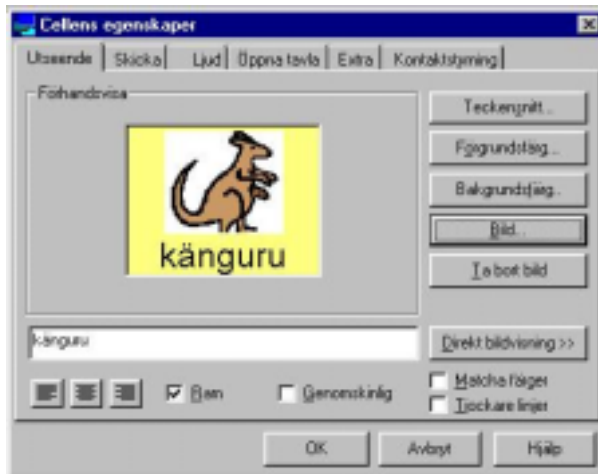 Cellens egenskaper
Utseende Skicka Ljud Öppna tavla Extra Kontaktstyrning
Förhandsvisa
känguru
Teckensnitt...
Förgrundsfärg...
Bakgrundsfärg...
Bild...
Ta bort bild
känguru
Direkt bildvisning >>
Ram Genomskinlig
Matcha färger
Tjockare linjer
OK Avbryt Hjälp